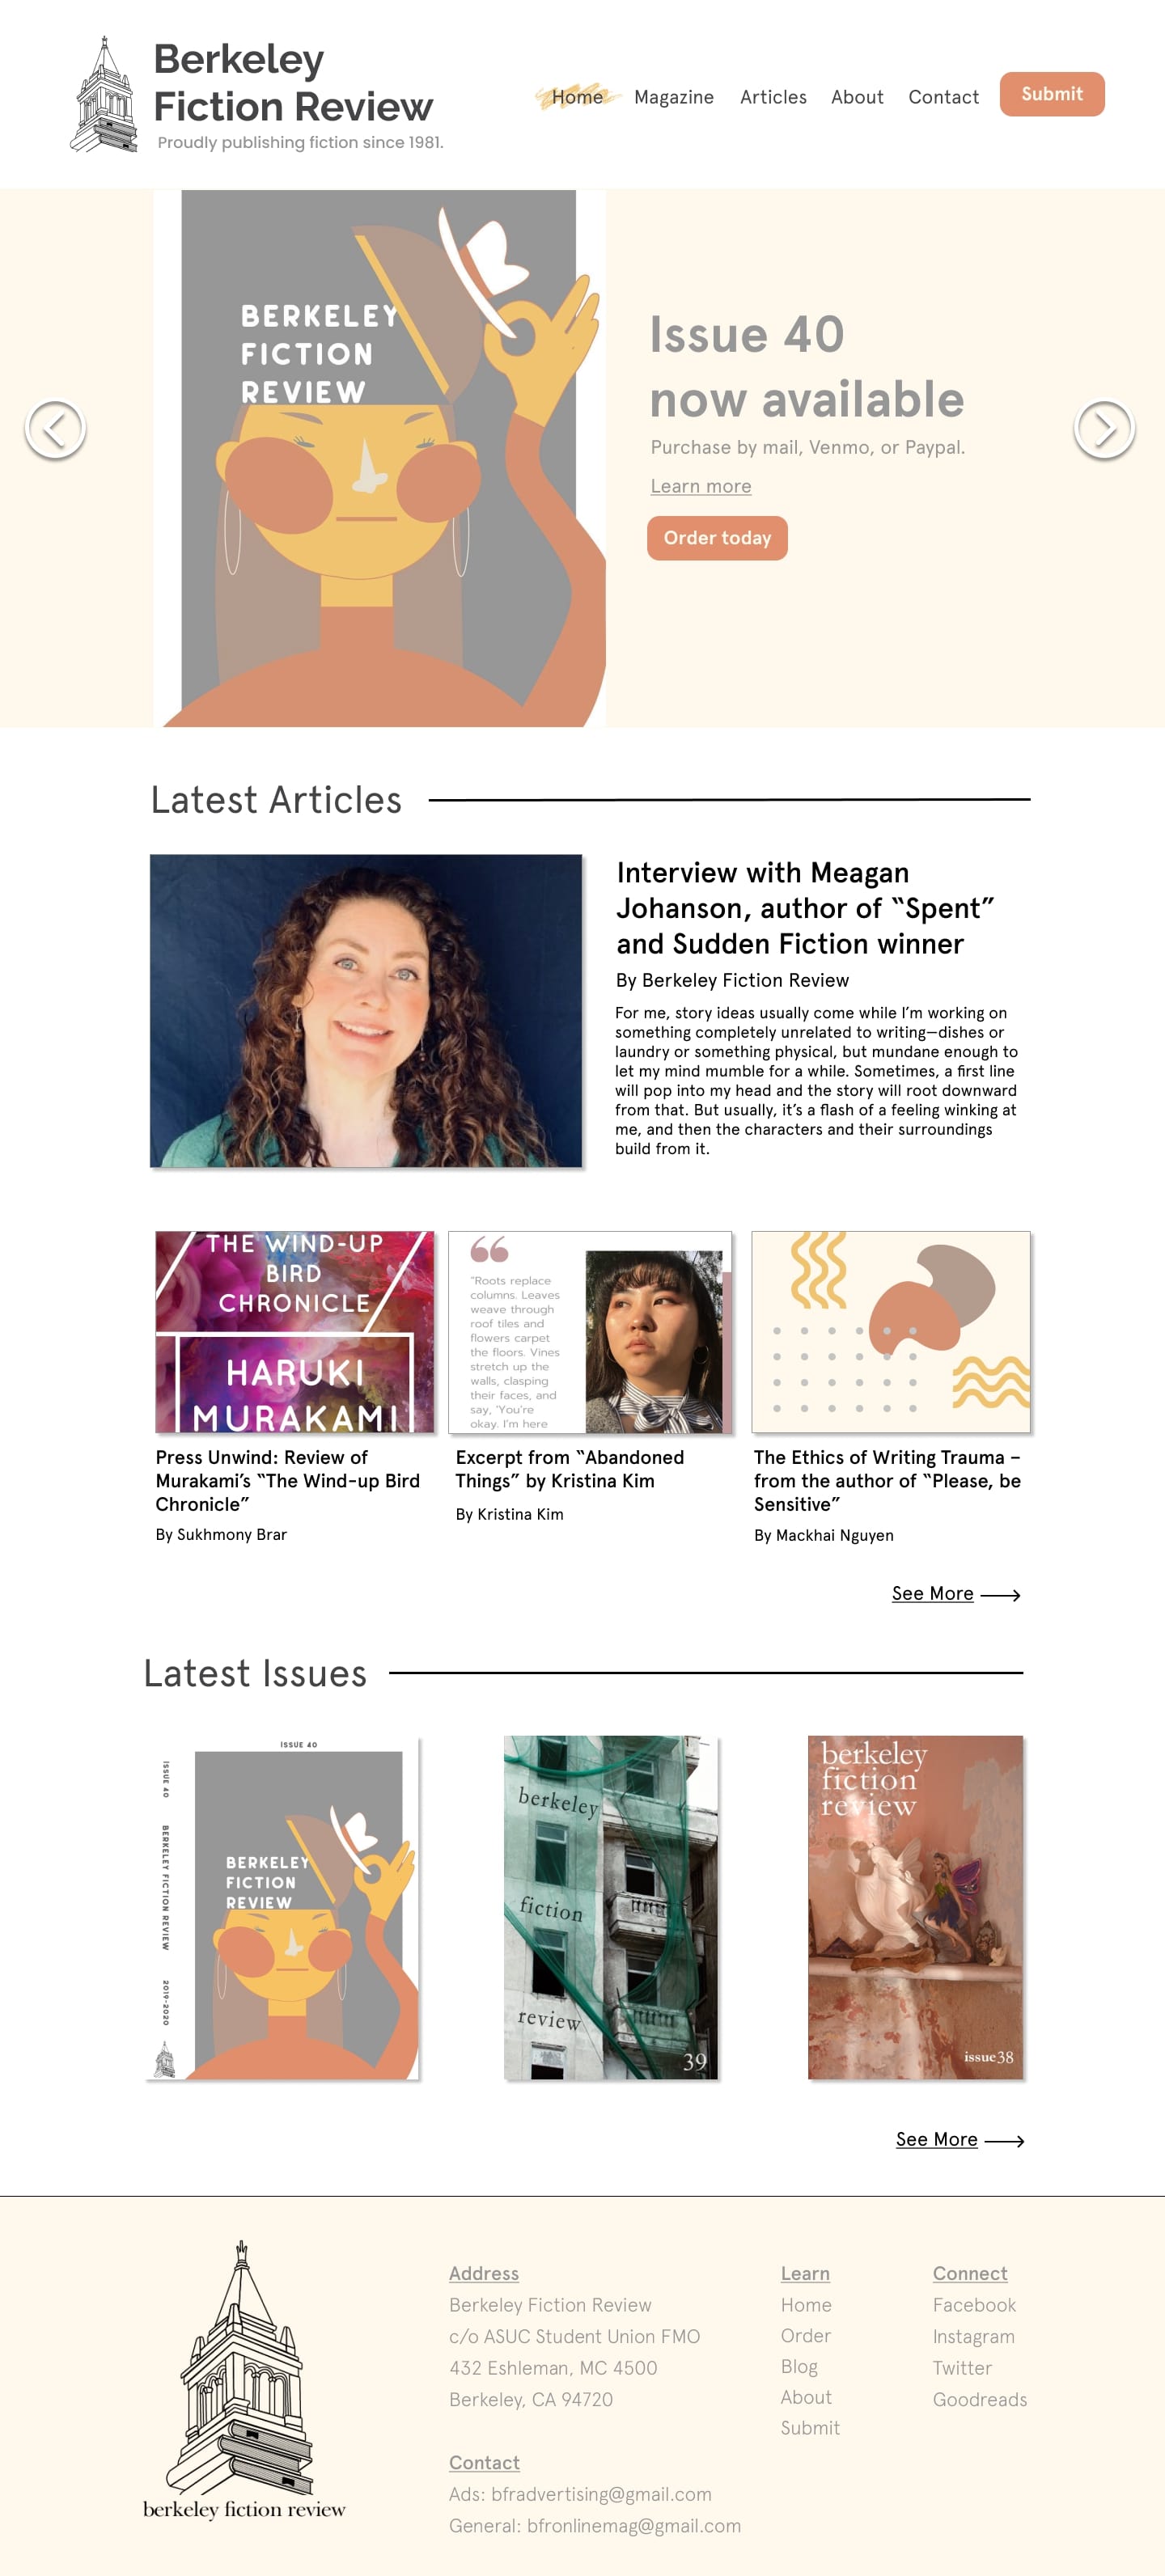 Berkeley
Fiction Review
Proudly publishing fiction since 1981.
Home Magazine Articles About Contact Submit
BERKELEY
FICTION
REVIEW
Issue 40
now available
Purchase by mail, Venmo, or Paypal.
Learn more
Order today
Latest Articles
Interview with Meagan
Johanson, author of “Spent”
and Sudden Fiction winner
By Berkeley Fiction Review
For me, story ideas usually come while I’m working on
something completely unrelated to writing—dishes or
laundry or something physical, but mundane enough to
let my mind mumble for a while. Sometimes, a first line
will pop into my head and the story will root downward
from that. But usually, it’s a flash of a feeling winking at
me, and then the characters and their surroundings
build from it.
THE WIND-UP
BIRD
CHRONICLE
HARUKI
MURAKAMI
Press Unwind: Review of
Murakami’s “The Wind-up Bird
Chronicle”
By Sukhmony Brar
“
"Roots replace
columns. Leaves
weave through
roof tiles and
flowers carpet
the floors. Vines
stretch up the
walls, clasping
their faces, and
say, 'You're
okay. I'm here
Excerpt from “Abandoned
Things” by Kristina Kim
By Kristina Kim
The Ethics of Writing Trauma –
from the author of “Please, be
Sensitive”
By Mackhai Nguyen
See More
Latest Issues
ISSUE 40
ISSUE 40
BERKELEY FICTION REVIEW
2019-2020
BERKELEY
FICTION
REVIEW
berkeley
fiction
review
39
berkeley
fiction
review
issue38
See More
berkeley fiction review
Address
Berkeley Fiction Review
c/o ASUC Student Union FMO
432 Eshleman, MC 4500
Berkeley, CA 94720
Contact
Ads: bfradvertising@gmail.com
General: bfronlinemag@gmail.com
Learn
Home
Order
Blog
About
Submit
Connect
Facebook
Instagram
Twitter
Goodreads